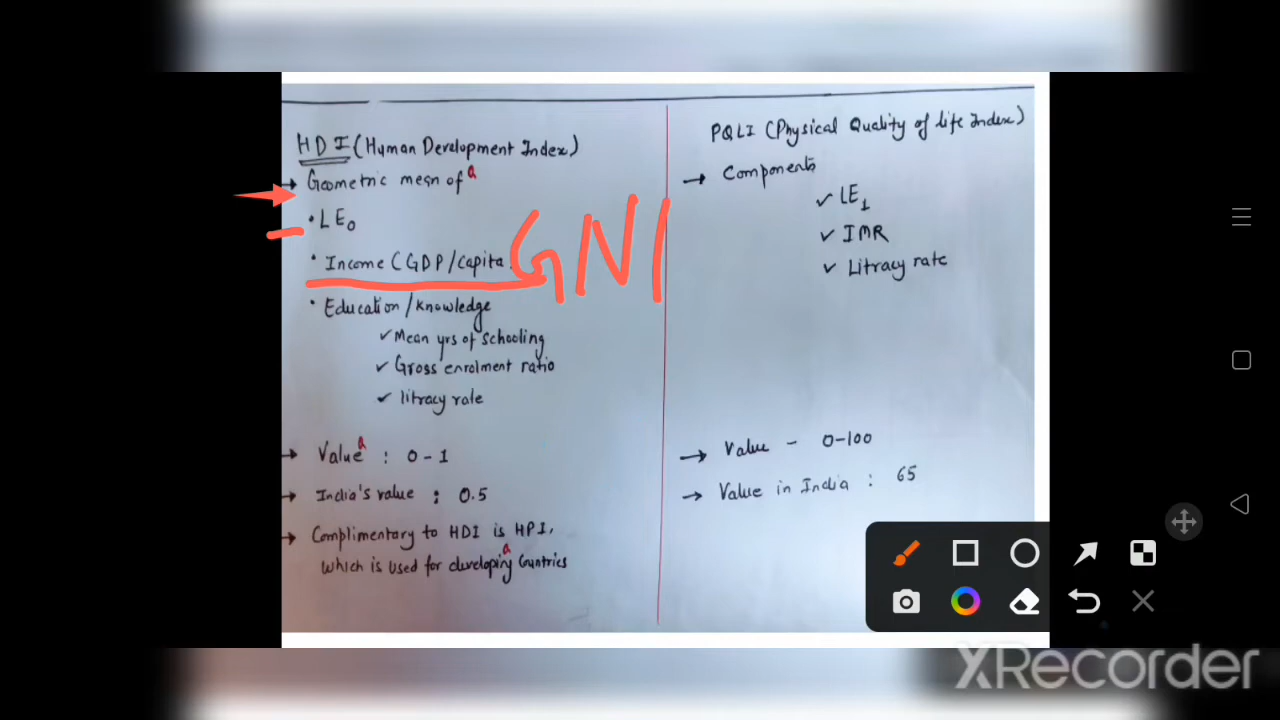 HDI (Human Development Index)
→ Geometric mean of a
• LE0
• Income (GDP/Capita
GNI
• Education/Knowledge
✓ Mean yrs of schooling
✓ Gross enrolment ratio
✓ litracy rate
→ Value a : 0-1
→ India's value : 0.5
→ Complimentary to HDI is HPI,
which is used for developing a Cuntries
PQLI (Physical Quality of life Index)
→ Components
✓ LE1
✓ IMR
✓ Litracy rate
→ Value - 0-100
→ Value in India : 65
XRecorder